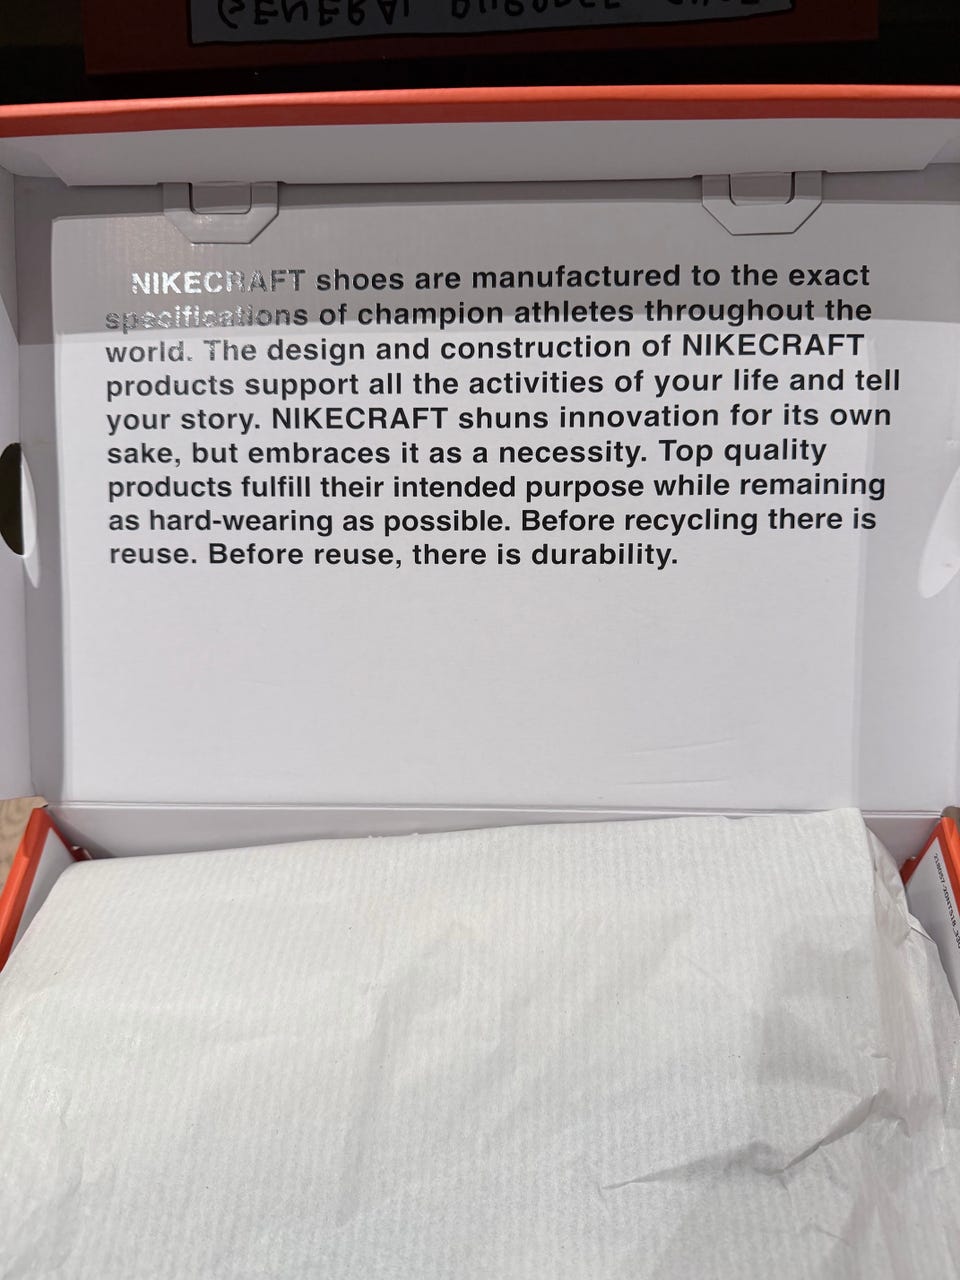 GENERAL PURPOSE SHOE
NIKECRAFT shoes are manufactured to the exact
specifications of champion athletes throughout the
world. The design and construction of NIKECRAFT
products support all the activities of your life and tell
your story. NIKECRAFT shuns innovation for its own
sake, but embraces it as a necessity. Top quality
products fulfill their intended purpose while remaining
as hard-wearing as possible. Before recycling there is
reuse. Before reuse, there is durability.